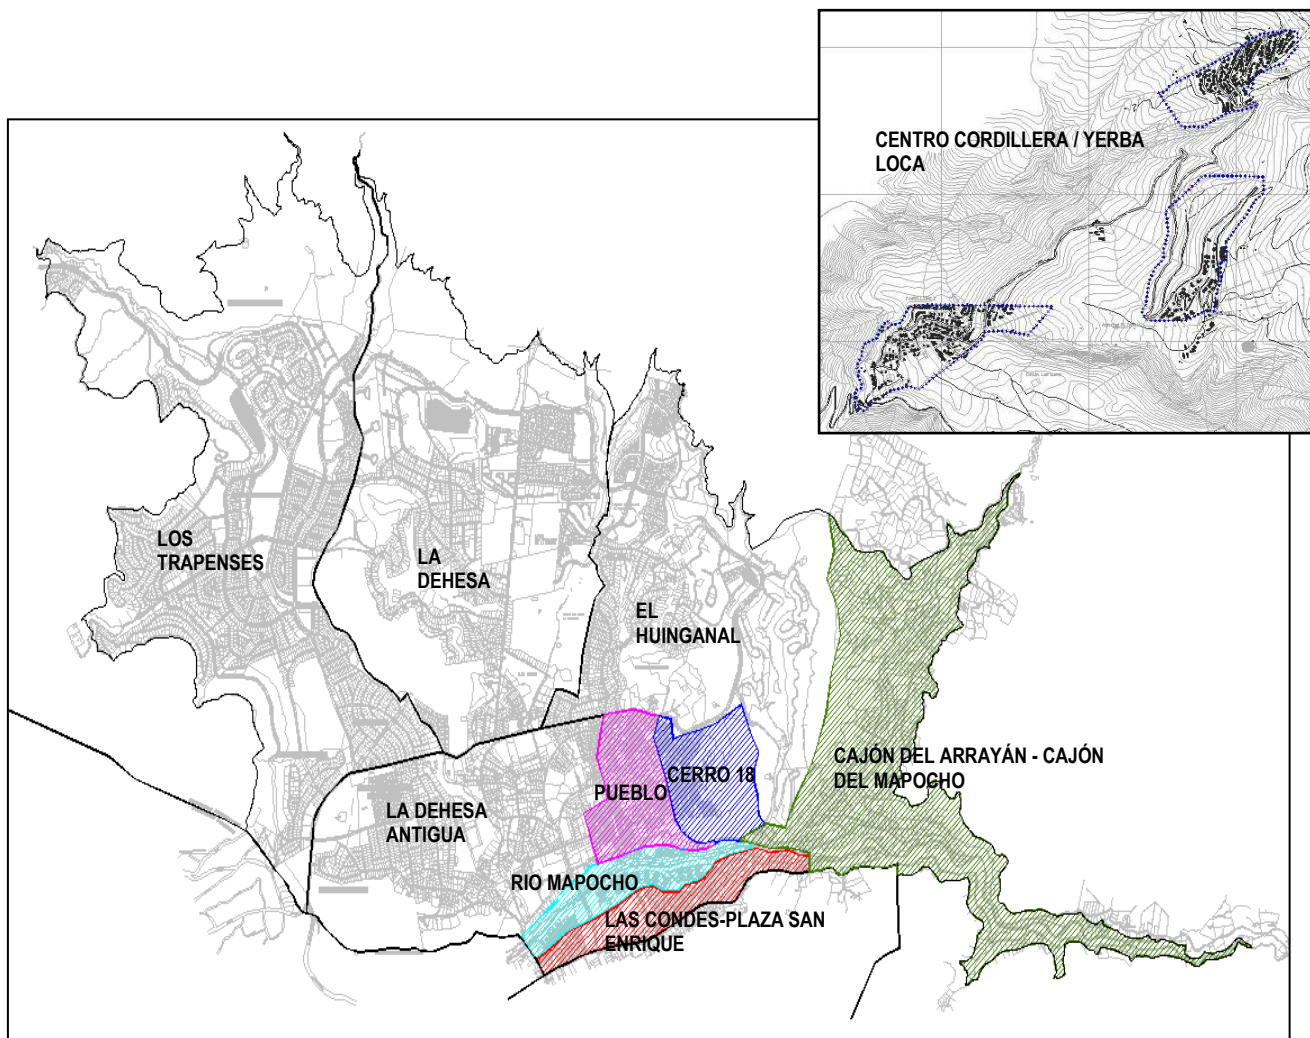 CENTRO CORDILLERA / YERBA
LOCA
LOS
TRAPENSES
LA
DEHESA
EL
HUINGANAL
CAJÓN DEL ARRAYÁN - CAJÓN
DEL MAPOCHO
CERRO 18
PUEBLO
LA DEHESA
ANTIGUA
RIO MAPOCHO
LAS CONDES-PLAZA SAN
ENRIQUE